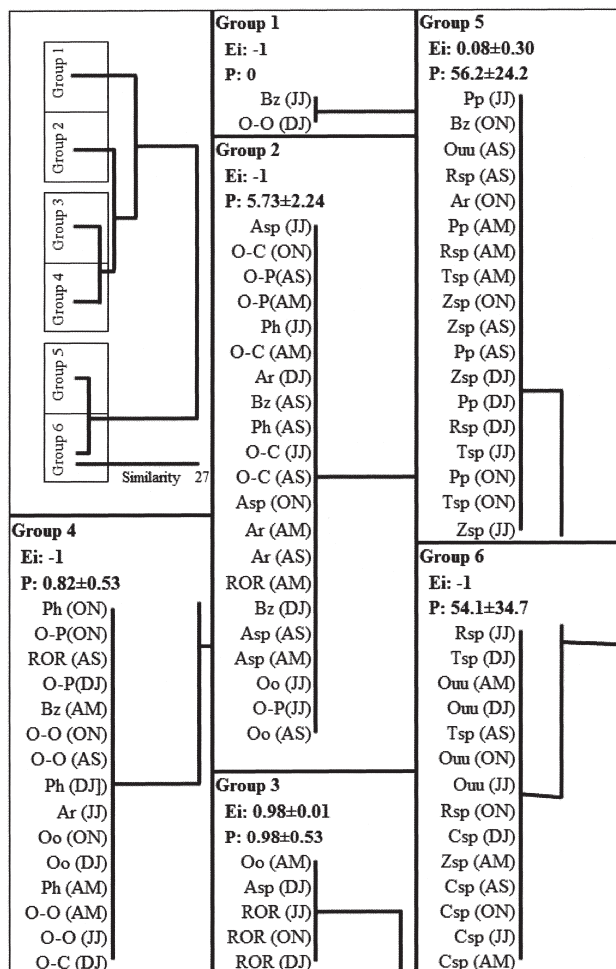 Group 1
Group 2
Group 3
Group 4
Group 5
Group 6
Similarity 27
Group 1
Ei: -1
P: 0
Bz (JJ)
O-O (DJ)
Group 2
Ei: -1
P: 5.73±2.24
Asp (JJ)
O-C (ON)
O-P(AS)
O-P(AM)
Ph (JJ)
O-C (AM)
Ar (DJ)
Bz (AS)
Ph (AS)
O-C (JJ)
O-C (AS)
Asp (ON)
Ar (AM)
Ar (AS)
ROR (AM)
Bz (DJ)
Asp (AS)
Asp (AM)
Oo (JJ)
O-P(JJ)
Oo (AS)
Group 3
Ei: 0.98±0.01
P: 0.98±0.53
Oo (AM)
Asp (DJ)
ROR (JJ)
ROR (ON)
ROR (DJ)
Group 4
Ei: -1
P: 0.82±0.53
Ph (ON)
O-P(ON)
ROR (AS)
O-P(DJ)
Bz (AM)
O-O (ON)
O-O (AS)
Ph (DJ])
Ar (JJ)
Oo (ON)
Oo (DJ)
Ph (AM)
O-O (AM)
O-O (JJ)
O-C (DJ)
Group 5
Ei: 0.08±0.30
P: 56.2±24.2
Pp (JJ)
Bz (ON)
Ouu (AS)
Rsp (AS)
Ar (ON)
Pp (AM)
Rsp (AM)
Tsp (AM)
Zsp (ON)
Zsp (AS)
Pp (AS)
Zsp (DJ)
Pp (DJ)
Rsp (DJ)
Tsp (JJ)
Pp (ON)
Tsp (ON)
Zsp (JJ)
Group 6
Ei: -1
P: 54.1±34.7
Rsp (JJ)
Tsp (DJ)
Ouu (AM)
Ouu (DJ)
Tsp (AS)
Ouu (ON)
Ouu (JJ)
Rsp (ON)
Csp (DJ)
Zsp (AM)
Csp (AS)
Csp (ON)
Csp (JJ)
Csp (AM)